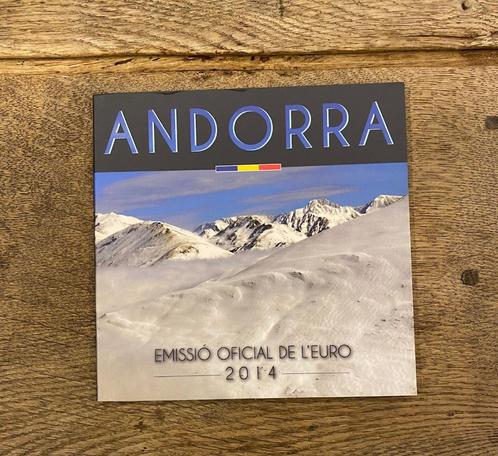 ANDORRA
EMISSIÓ OFICIAL DE L'EURO
2014